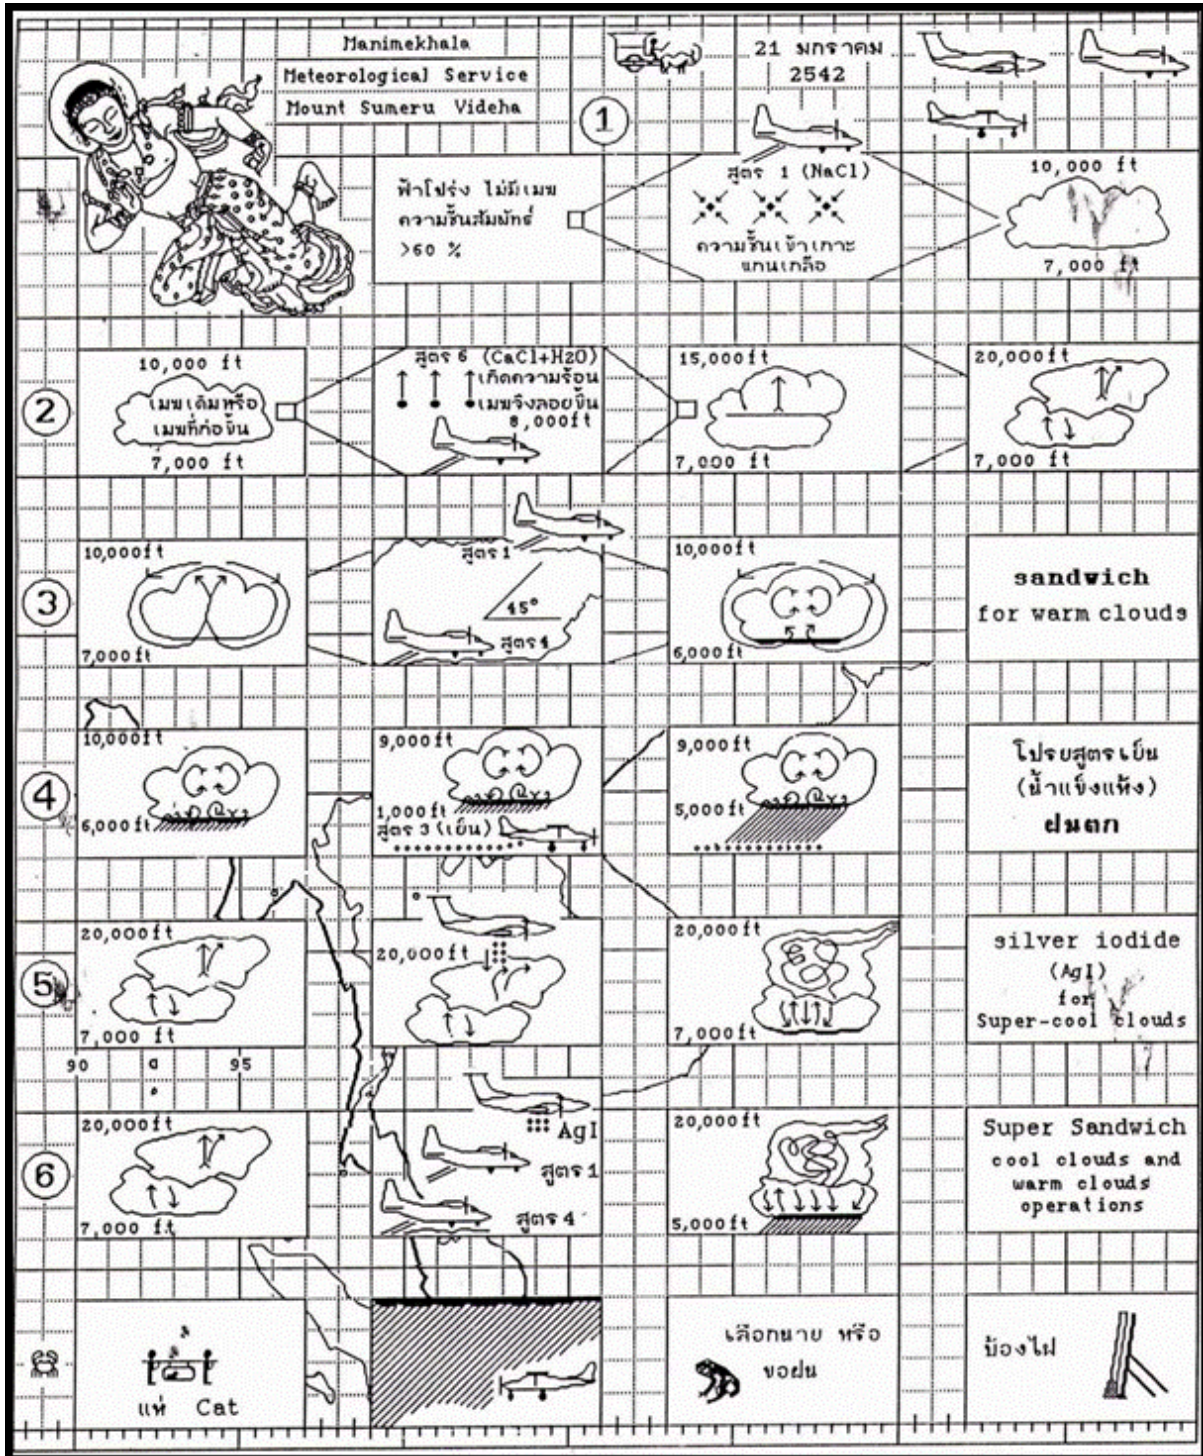 Manimekhala
Meteorological Service
Mount Sumeru Videha
21 มกราคม
2542
1
ฟ้าโปร่ง ไม่มีเมฆ
ความชื้นสัมพัทธ์
>60 %
สูตร 1 (NaCl)
ความชื้นเข้าเกาะ
แกนเกลือ
10,000 ft
7,000 ft
2
10,000 ft
เมฆเดิมหรือ
เมฆที่ก่อขึ้น
7,000 ft
สูตร 6 (CaCl+H2O)
เกิดความร้อน
เมฆจึงลอยขึ้น
8,000ft
15,000ft
7,000 ft
20,000 ft
7,000 ft
3
10,000ft
7,000ft
สูตร1
45°
สูตร4
10,000ft
6,000ft
sandwich
for warm clouds
4
10,000ft
6,000ft
9,000ft
1,000ft
สูตร 3 (เย็น)
9,000ft
5,000ft
โปรยสูตรเย็น
(น้ำแข็งแห้ง)
ฝนตก
5
20,000ft
7,000 ft
20,000ft
20,000ft
7,000ft
silver iodide
(AgI)
for
Super-cool clouds
90
95
6
20,000ft
7,000 ft
AgI
สูตร1
สูตร4
20,000ft
5,000ft
Super Sandwich
cool clouds and
warm clouds
operations
แห่ Cat
เลือกนาย หรือ
ขอฝน
บ้องไฟ